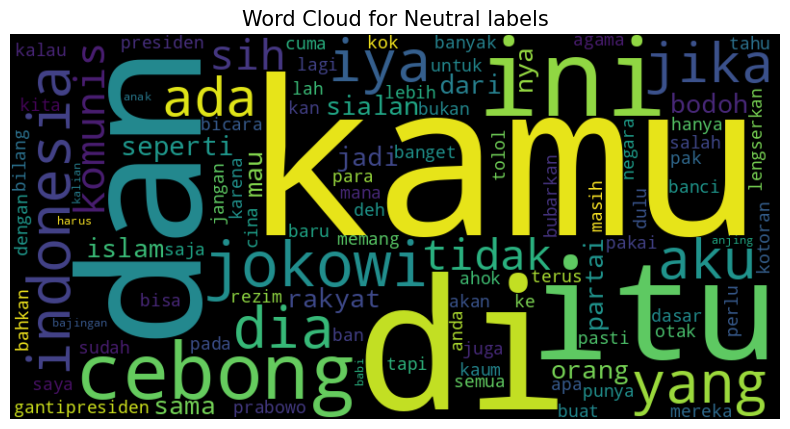 Word Cloud for Neutral labels
kalau presiden sih cuma kok banyak agama tahu
kita lagi iya untuk nya ini jika
indonesia komunis dan ada lah lebih dari bodoh
anak kan sialan bukan hanya
bicara kamu
seperti mau jadi banget tolol negara salah lengserkan
dengan bilang kalian jangan karena para pak
mana bubarkan masih dulu banci
harus cina deh
islam saja baru memang tidak partai pakai anjing kotoran
jokowi aku
bisa rezim rakyat ahok terus
bahkan bajingan akan ke di itu perlu
sudah pada dia ban anda juga pasti dasar
otak
saya cebong babi tapi kaum orang apa punya yang
semua
gantipresiden sama prabowo buat mereka